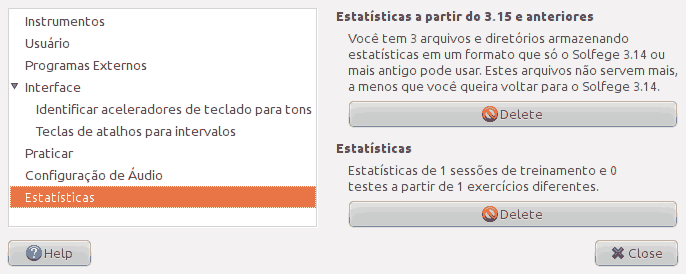 Instrumentos
Usuário
Programas Externos
Interface
Identificar aceleradores de teclado para tons
Teclas de atalhos para intervalos
Praticar
Configuração de Áudio
Estatísticas
Estatísticas a partir do 3.15 e anteriores
Você tem 3 arquivos e diretórios armazenando
estatísticas em um formato que só o Solfege 3.14 ou
mais antigo pode usar. Estes arquivos não servem mais,
a menos que você queira voltar para o Solfege 3.14.
Delete
Estatísticas
Estatísticas de 1 sessões de treinamento e 0
testes a partir de 1 exercícios diferentes.
Delete
Help
Close